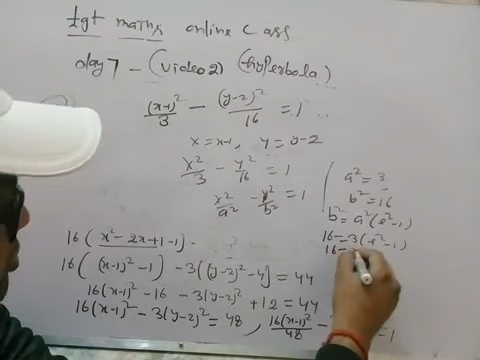 tgt maths online class
day 7 - (video 2) (Hyperbola)
(x-1)²/3 - (y-2)²/16 = 1
X = x-1, Y = y-2
X²/3 - Y²/16 = 1
X²/a² - Y²/b² = 1
a² = 3
b² = 16
b² = a²(e²-1)
16 = 3(e²-1)
16 =
16(x²-2x+1-1) -
16((x-1)²-1) -3((y-2)²-4) = 44
16(x-1)² -16 -3(y-2)² +12 = 44
16(x-1)² -3(y-2)² = 48, 16(x-1)²/48 - = 1